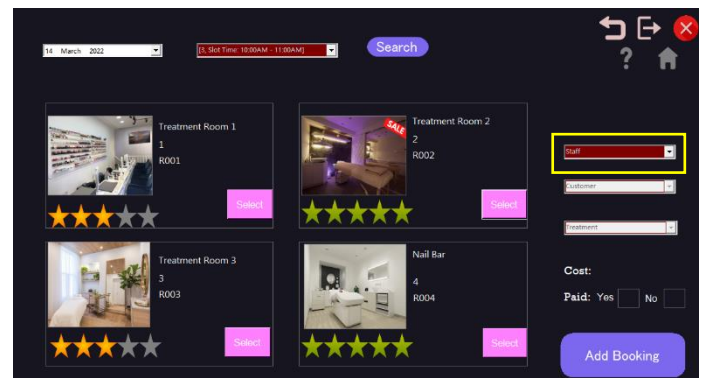 14 March 2022
[3, Slot Time: 10:00AM - 11:00AM]
Search
?
Treatment Room 1
1
R001
Select
SALE
Treatment Room 2
2
R002
Select
Treatment Room 3
3
R003
Select
Nail Bar
4
R004
Select
Staff
Customer
Treatment
Cost:
Paid: Yes No
Add Booking